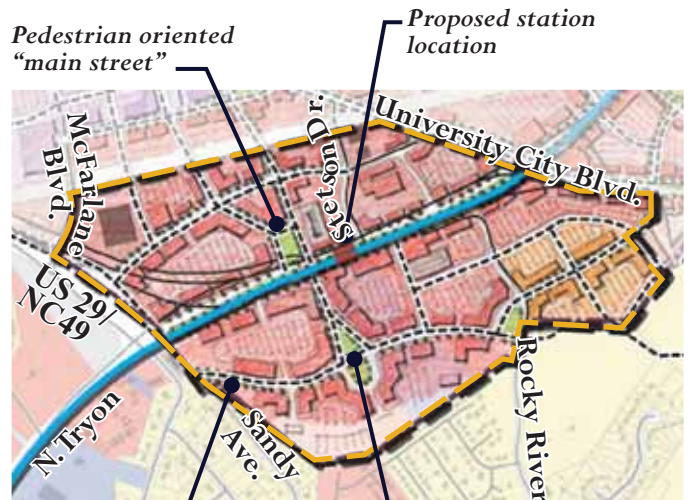 Pedestrian oriented
“main street”
Proposed station
location
McFarlane
Blvd.
Stetson Dr.
University City Blvd.
US 29/
NC49
N. Tryon
Sandy
Ave.
Rocky River